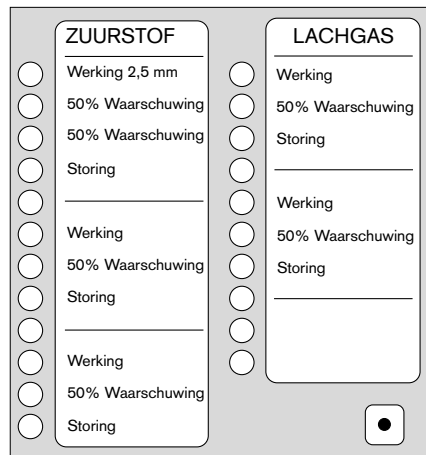 ZUURSTOF
Werking 2,5 mm
50% Waarschuwing
50% Waarschuwing
Storing
Werking
50% Waarschuwing
Storing
Werking
50% Waarschuwing
Storing
LACHGAS
Werking
50% Waarschuwing
Storing
Werking
50% Waarschuwing
Storing